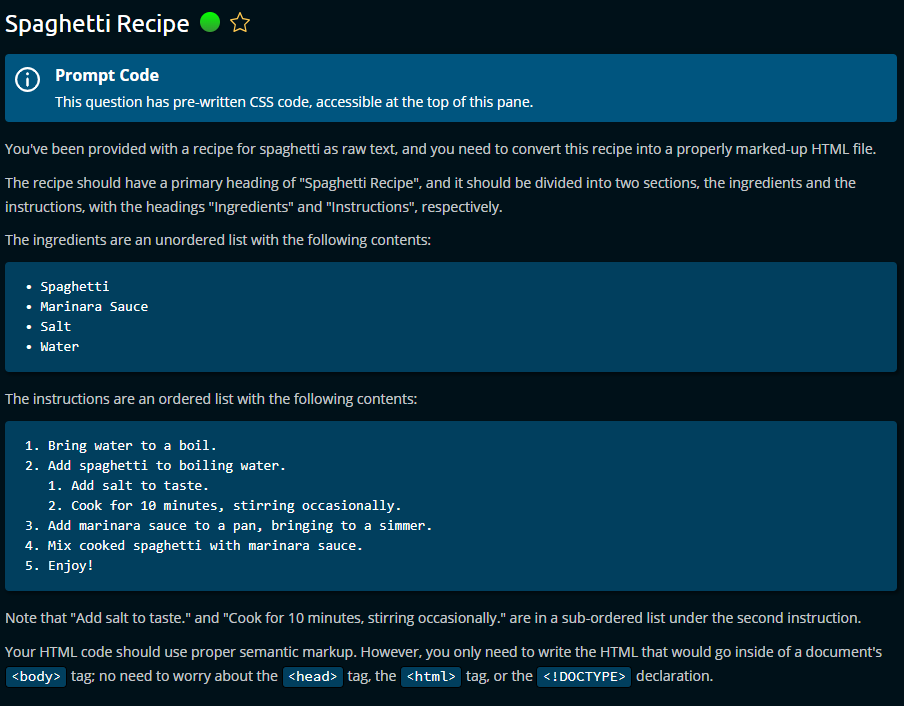 Spaghetti Recipe
Prompt Code
This question has pre-written CSS code, accessible at the top of this pane.
You've been provided with a recipe for spaghetti as raw text, and you need to convert this recipe into a properly marked-up HTML file.
The recipe should have a primary heading of "Spaghetti Recipe", and it should be divided into two sections, the ingredients and the
instructions, with the headings "Ingredients" and "Instructions", respectively.
The ingredients are an unordered list with the following contents:
• Spaghetti
• Marinara Sauce
• Salt
• Water
The instructions are an ordered list with the following contents:
1. Bring water to a boil.
2. Add spaghetti to boiling water.
1. Add salt to taste.
2. Cook for 10 minutes, stirring occasionally.
3. Add marinara sauce to a pan, bringing to a simmer.
4. Mix cooked spaghetti with marinara sauce.
5. Enjoy!
Note that "Add salt to taste." and "Cook for 10 minutes, stirring occasionally." are in a sub-ordered list under the second instruction.
Your HTML code should use proper semantic markup. However, you only need to write the HTML that would go inside of a document's
<body> tag; no need to worry about the <head> tag, the <html> tag, or the <!DOCTYPE> declaration.